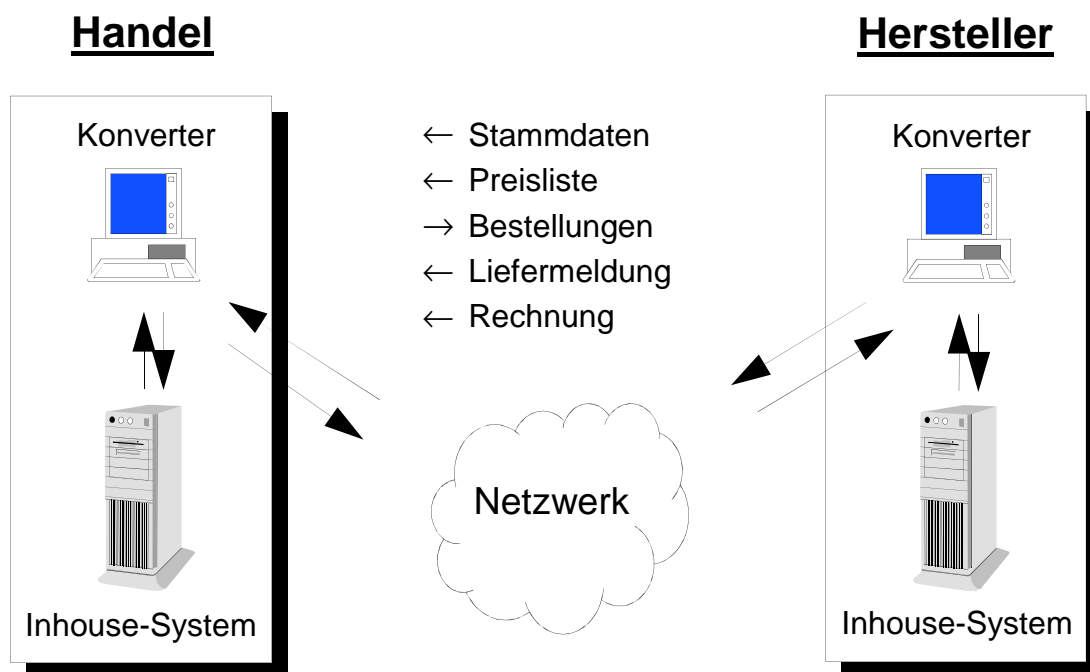 Handel
Hersteller
Konverter
← Stammdaten
← Preisliste
→ Bestellungen
← Liefermeldung
← Rechnung
Konverter
Netzwerk
Inhouse-System
Inhouse-System